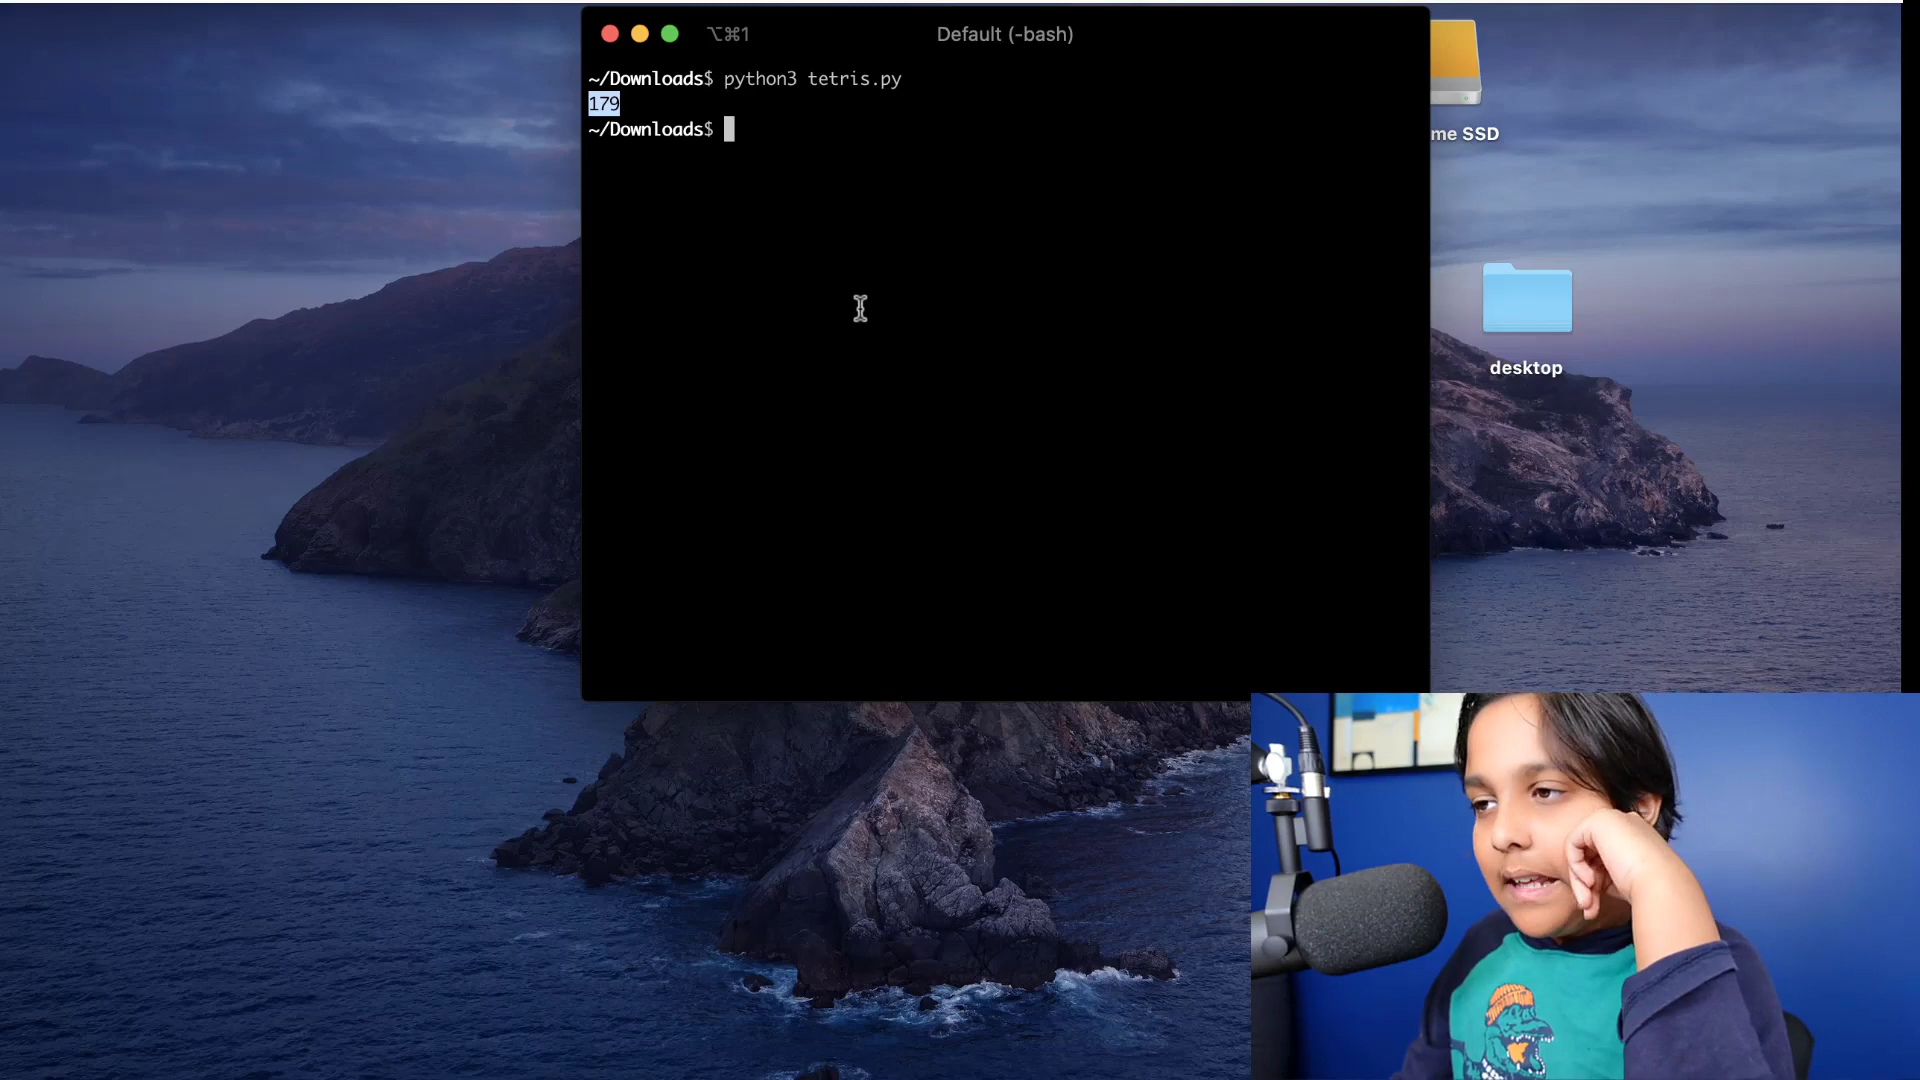 ⌥⌘1 Default (-bash)
~/Downloads$ python3 tetris.py
179
~/Downloads$
me SSD
desktop